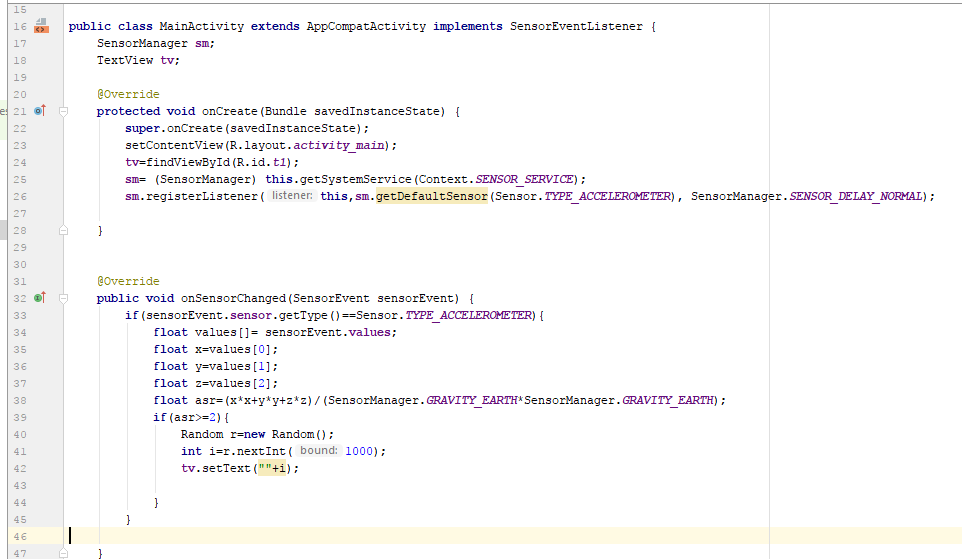 15
16 public class MainActivity extends AppCompatActivity implements SensorEventListener {
17     SensorManager sm;
18     TextView tv;
19
20     @Override
21     protected void onCreate(Bundle savedInstanceState) {
22         super.onCreate(savedInstanceState);
23         setContentView(R.layout.activity_main);
24         tv=findViewById(R.id.t1);
25         sm= (SensorManager) this.getSystemService(Context.SENSOR_SERVICE);
26         sm.registerListener( listener: this,sm.getDefaultSensor(Sensor.TYPE_ACCELEROMETER), SensorManager.SENSOR_DELAY_NORMAL);
27
28     }
29
30
31     @Override
32     public void onSensorChanged(SensorEvent sensorEvent) {
33         if(sensorEvent.sensor.getType()==Sensor.TYPE_ACCELEROMETER){
34             float values[]= sensorEvent.values;
35             float x=values[0];
36             float y=values[1];
37             float z=values[2];
38             float asr=(x*x+y*y+z*z)/(SensorManager.GRAVITY_EARTH*SensorManager.GRAVITY_EARTH);
39             if(asr>=2){
40                 Random r=new Random();
41                 int i=r.nextInt( bound: 1000);
42                 tv.setText(""+i);
43
44             }
45         }
46
47     }